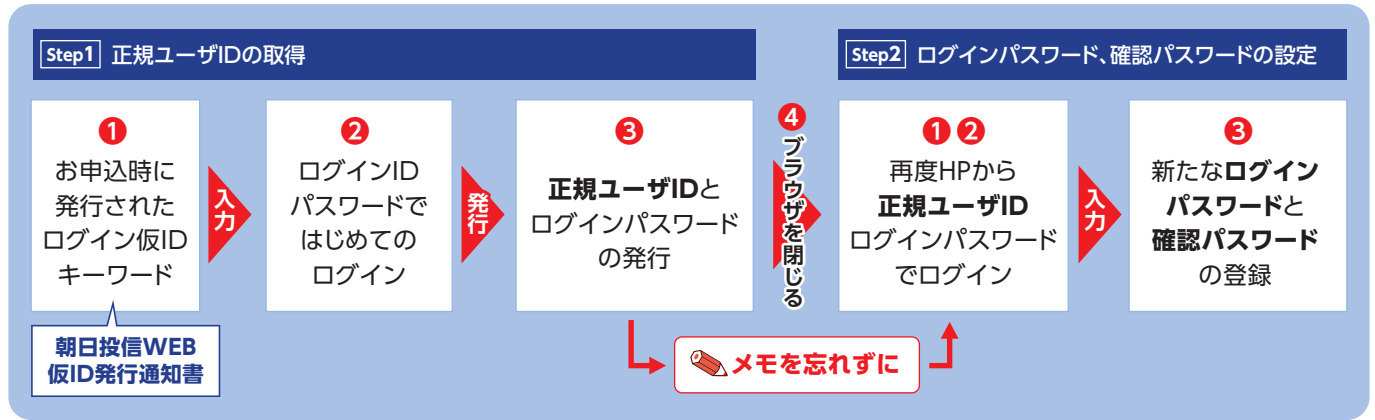 Step1 正規ユーザIDの取得
❶
お申込時に
発行された
ログイン仮ID
キーワード
朝日投信WEB
仮ID発行通知書
入力
❷
ログインID
パスワードで
はじめての
ログイン
発行
❸
正規ユーザIDと
ログインパスワード
の発行
❹ブラウザを閉じる
メモを忘れずに
Step2 ログインパスワード、確認パスワードの設定
❶❷
再度HPから
正規ユーザID
ログインパスワード
でログイン
入力
❸
新たなログイン
パスワードと
確認パスワード
の登録